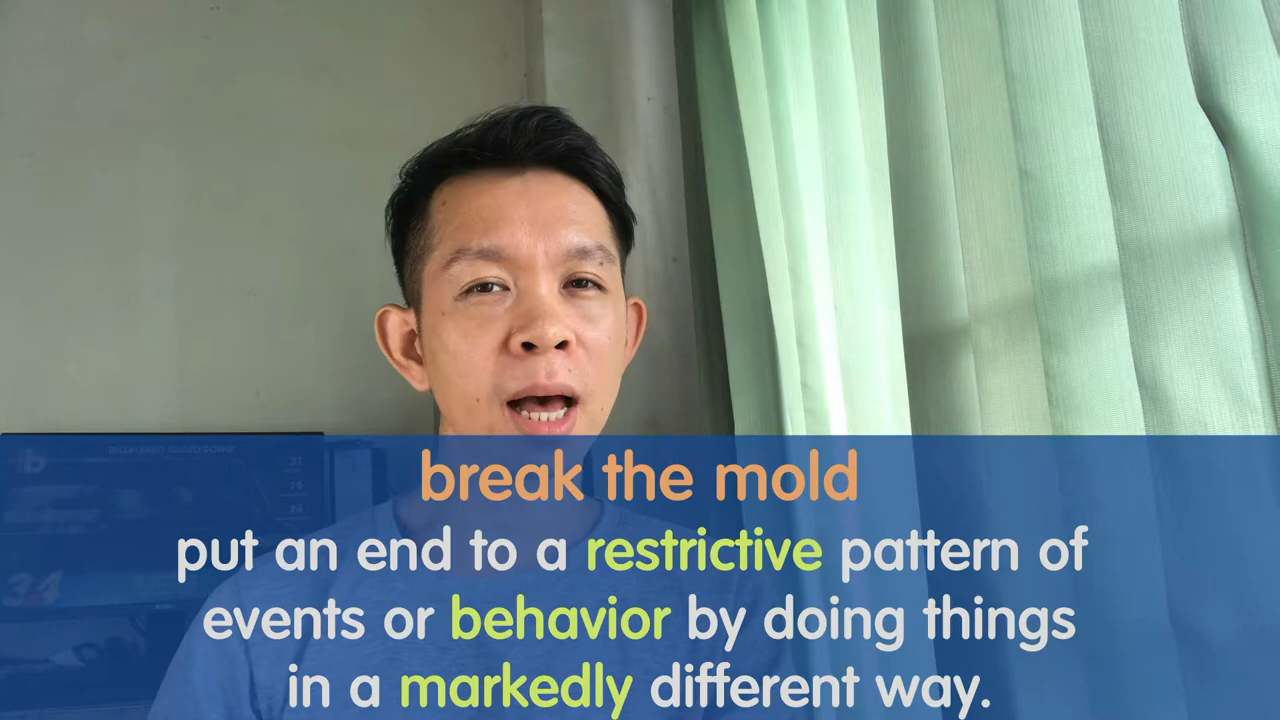 break the mold
put an end to a restrictive pattern of
events or behavior by doing things
in a markedly different way.